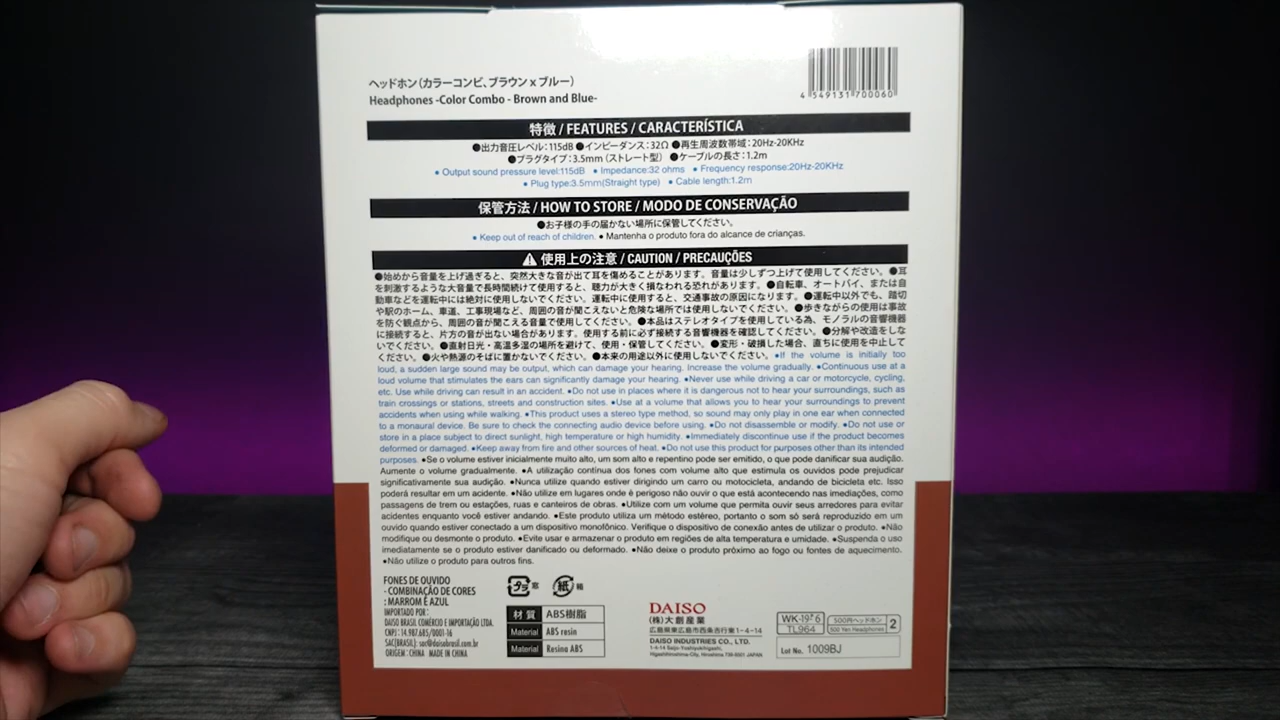 ヘッドホン(カラーコンビ、ブラウンxブルー)
Headphones -Color Combo - Brown and Blue-
4 549131 700060
特徴 / FEATURES / CARACTERÍSTICA
●出力音圧レベル:115dB ●インピーダンス:32Ω ●再生周波数帯域:20Hz-20KHz
●プラグタイプ:3.5mm(ストレート型) ●ケーブルの長さ:1.2m
● Output sound pressure level:115dB ● Impedance:32 ohms ● Frequency response:20Hz-20KHz
● Plug type:3.5mm(Straight type) ● Cable length:1.2m
保管方法 / HOW TO STORE / MODO DE CONSERVAÇÃO
●お子様の手の届かない場所に保管してください。
● Keep out of reach of children. ● Mantenha o produto fora do alcance de crianças.
使用上の注意 / CAUTION / PRECAUÇÕES
●始めから音量を上げ過ぎると、突然大きな音が出て耳を傷めることがあります。音量は少しずつ上げて使用してください。●耳
を刺激するような大音量で長時間続けて使用すると、聴力が大きく損なわれる恐れがあります。●自転車、オートバイ、または自
動車などを運転中には絶対に使用しないでください。運転中に使用すると、交通事故の原因になります。●運転中以外でも、踏切
や駅のホーム、車道、工事現場など、周囲の音が聞こえないと危険な場所では使用しないでください。●歩きながらの使用は事故
を防ぐ観点から、周囲の音が聞こえる音量で使用してください。●本品はステレオタイプを使用している為、モノラルの音響機器
に接続すると、片方の音が出ない場合があります。使用する前に必ず接続する音響機器を確認してください。●分解や改造をしな
いでください。●直射日光・高温多湿の場所を避けて、使用・保管してください。●変形・破損した場合、直ちに使用を中止して
ください。●火や熱源のそばに置かないでください。●本来の用途以外に使用しないでください。●If the volume is initially too
loud, a sudden large sound may be output, which can damage your hearing. Increase the volume gradually. ●Continuous use at a
loud volume that stimulates the ears can significantly damage your hearing. ●Never use while driving a car or motorcycle, cycling,
etc. Use while driving can result in an accident. ●Do not use in places where it is dangerous not to hear your surroundings, such as
train crossings or stations, streets and construction sites. ●Use at a volume that allows you to hear your surroundings to prevent
accidents when using while walking. ●This product uses a stereo type method, so sound may only play in one ear when connected
to a monaural device. Be sure to check the connecting audio device before using. ●Do not disassemble or modify. ●Do not use or
store in a place subject to direct sunlight, high temperature or high humidity. ●Immediately discontinue use if the product becomes
deformed or damaged. ●Keep away from fire and other sources of heat. ●Do not use this product for purposes other than its intended
purposes. ●Se o volume estiver inicialmente muito alto, um som alto e repentino pode ser emitido, o que pode danificar sua audição.
Aumente o volume gradualmente. ●A utilização contínua dos fones com volume alto que estimula os ouvidos pode prejudicar
significativamente sua audição. ●Nunca utilize quando estiver dirigindo um carro ou motocicleta, andando de bicicleta etc. Isso
poderá resultar em um acidente. ●Não utilize em lugares onde é perigoso não ouvir o que está acontecendo nas imediações, como
passagens de trem ou estações, ruas e canteiros de obras. ●Utilize com um volume que permita ouvir seus arredores para evitar
acidentes enquanto você estiver andando. ●Este produto utiliza um método estéreo, portanto o som só será reproduzido em um
ouvido quando estiver conectado a um dispositivo monofônico. Verifique o dispositivo de conexão antes de utilizar o produto. ●Não
modifique ou desmonte o produto. ●Evite usar e armazenar o produto em regiões de alta temperatura e umidade. ●Suspenda o uso
imediatamente se o produto estiver danificado ou deformado. ●Não deixe o produto próximo ao fogo ou fontes de aquecimento.
●Não utilize o produto para outros fins.
FONES DE OUVIDO
- COMBINAÇÃO DE CORES
: MARROM E AZUL
IMPORTADO POR:
DAISO BRASIL COMÉRCIO E IMPORTAÇÃO LTDA.
CNPJ: 14.987.685/0001-16
SAC(BRASIL): sac@daisobrasil.com.br
ORIGEM: CHINA MADE IN CHINA
プラ 窓 紙 箱
材質 ABS樹脂
Material ABS resin
Material Resina ABS
DAISO
(株)大創産業
広島県東広島市西条吉行東1-4-14
DAISO INDUSTRIES CO., LTD.
1-4-14 Saijo-Yoshiyukihigashi,
Higashihiroshima-City, Hiroshima 739-8501 JAPAN
TL964
500円ヘッドホン
500 Yen Headphones
2
Lot No. 1009BJ